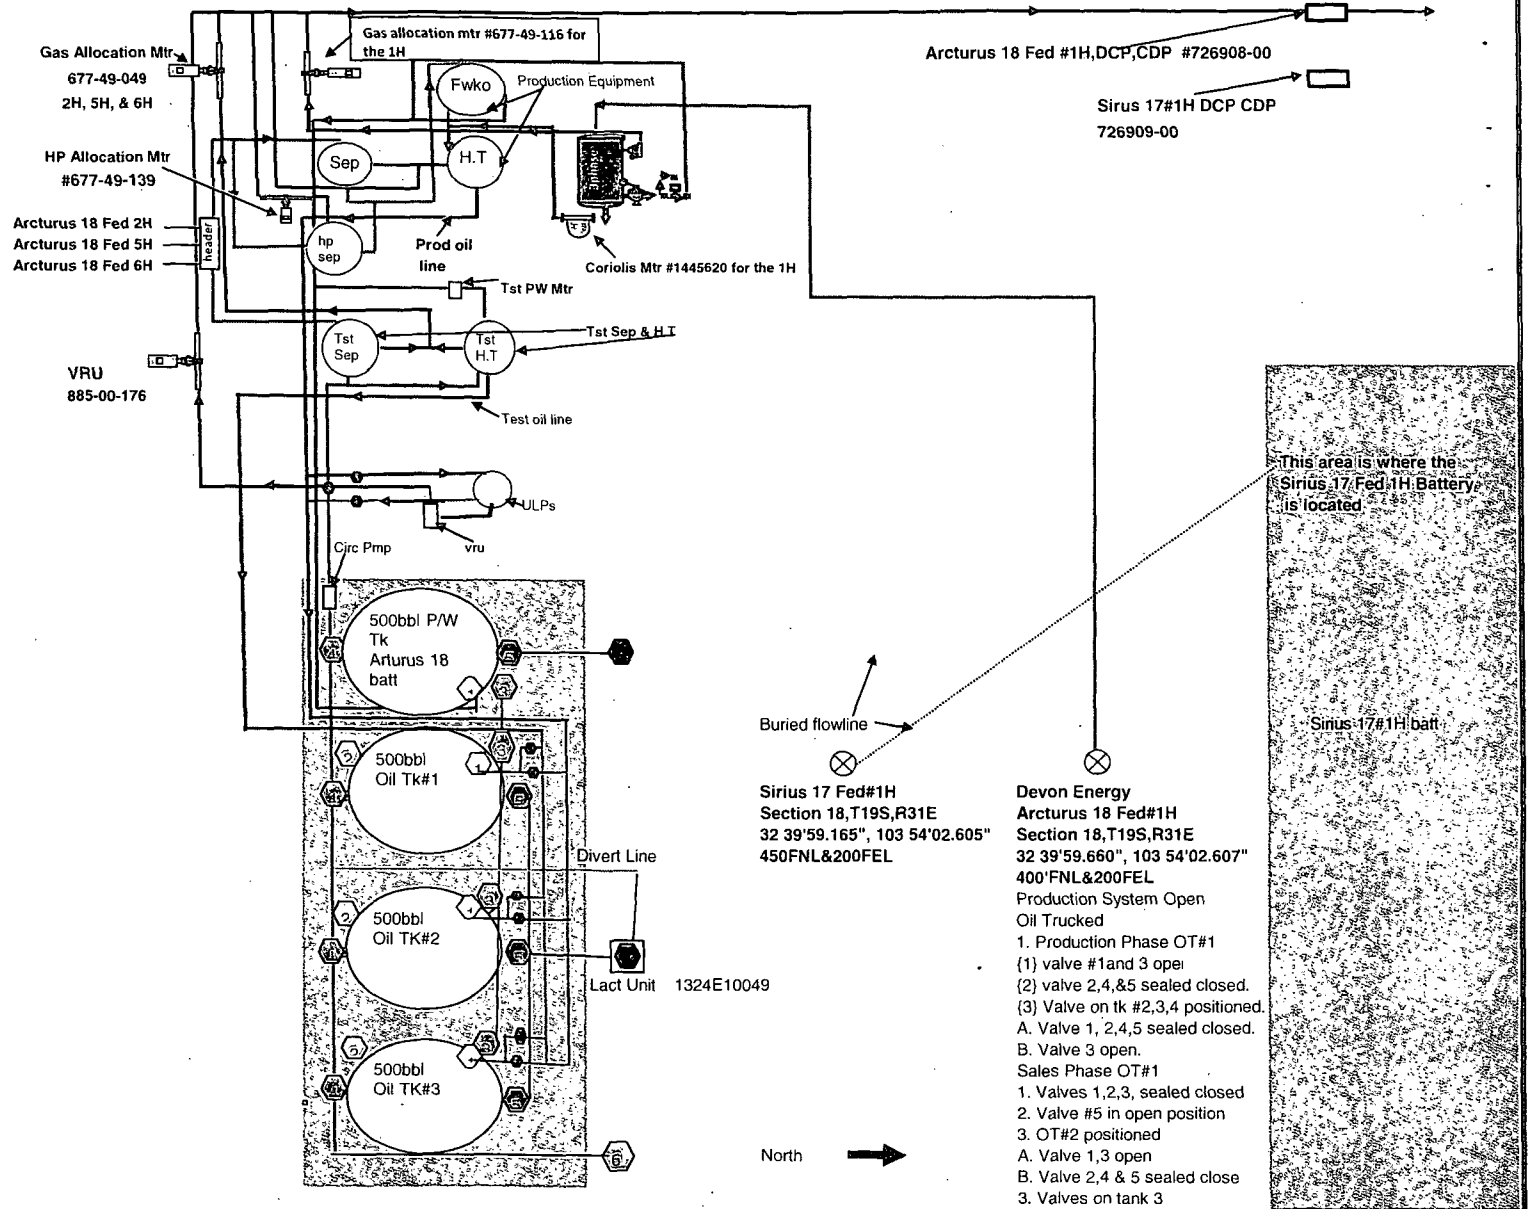 Gas allocation mtr #677-49-116 for
the 1H
Gas Allocation Mtr
677-49-049
2H, 5H, & 6H
Arcturus 18 Fed #1H,DCP,CDP #726908-00
Sirus 17#1H DCP CDP
726909-00
Fwko
Production Equipment
HP Allocation Mtr
#677-49-139
Sep
H.T
Arcturus 18 Fed 2H
Arcturus 18 Fed 5H
Arcturus 18 Fed 6H
header
hp
sep
Prod oil
line
Coriolis Mtr #1445620 for the 1H
Tst PW Mtr
Tst
Sep
Tst
H.T
Tst Sep & H.T
VRU
885-00-176
Test oil line
ULPs
vru
Circ Pmp
This area is where the
Sirius 17 Fed 1H Battery
is located
500bbl P/W
Tk
Arturus 18
batt
Buried flowline
Sirius 17#1H batt
500bbl
Oil Tk#1
Sirius 17 Fed#1H
Section 18,T19S,R31E
32 39'59.165", 103 54'02.605"
450FNL&200FEL
Divert Line
500bbl
Oil TK#2
Lact Unit 1324E10049
500bbl
Oil TK#3
North
Devon Energy
Arcturus 18 Fed#1H
Section 18,T19S,R31E
32 39'59.660", 103 54'02.607"
400'FNL&200FEL
Production System Open
Oil Trucked
1. Production Phase OT#1
{1} valve #1and 3 open
{2} valve 2,4,&5 sealed closed.
{3} Valve on tk #2,3,4 positioned.
A. Valve 1, 2,4,5 sealed closed.
B. Valve 3 open.
Sales Phase OT#1
1. Valves 1,2,3, sealed closed
2. Valve #5 in open position
3. OT#2 positioned
A. Valve 1,3 open
B. Valve 2,4 & 5 sealed close
3. Valves on tank 3